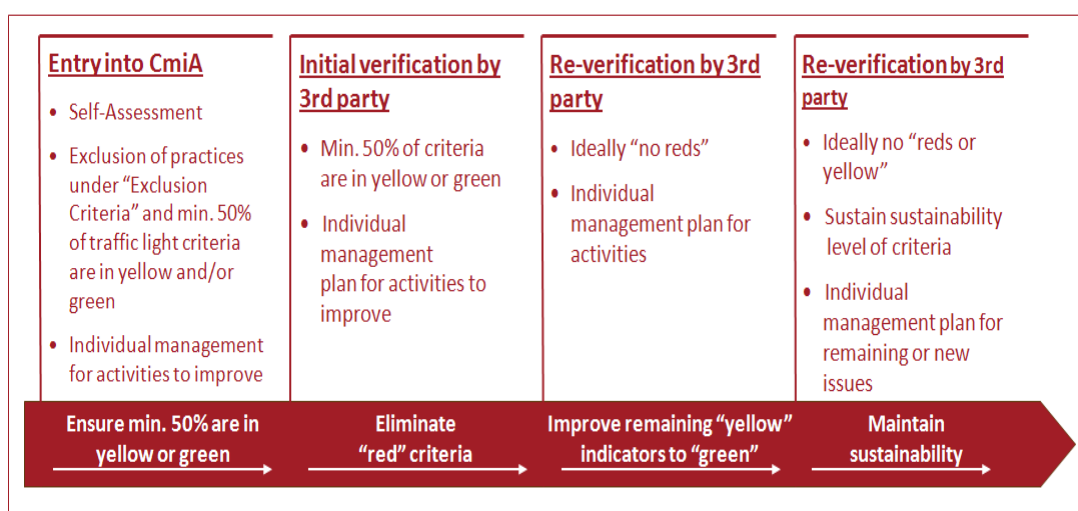 Entry into CmiA
• Self-Assessment
• Exclusion of practices
under “Exclusion
Criteria” and min. 50%
of traffic light criteria
are in yellow and/or
green
• Individual management
for activities to improve
Initial verification by
3rd party
• Min. 50% of criteria
are in yellow or green
• Individual
management
plan for activities to
improve
Re-verification by 3rd
party
• Ideally “no reds”
• Individual
management plan for
activities
Re-verification by 3rd
party
• Ideally no “reds or
yellow”
• Sustain sustainability
level of criteria
• Individual
management plan for
remaining or new
issues
Ensure min. 50% are in
yellow or green
Eliminate
“red” criteria
Improve remaining “yellow”
indicators to “green”
Maintain
sustainability